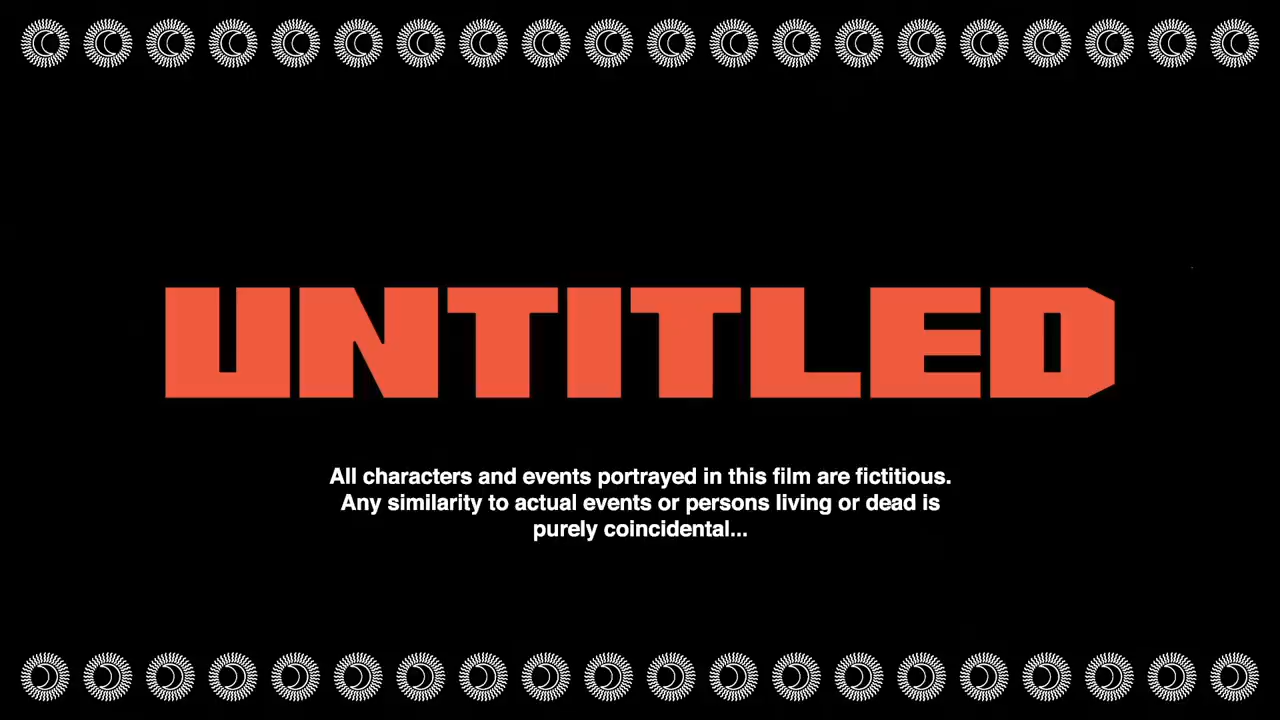 UNTITLED
All characters and events portrayed in this film are fictitious.
Any similarity to actual events or persons living or dead is
purely coincidental...